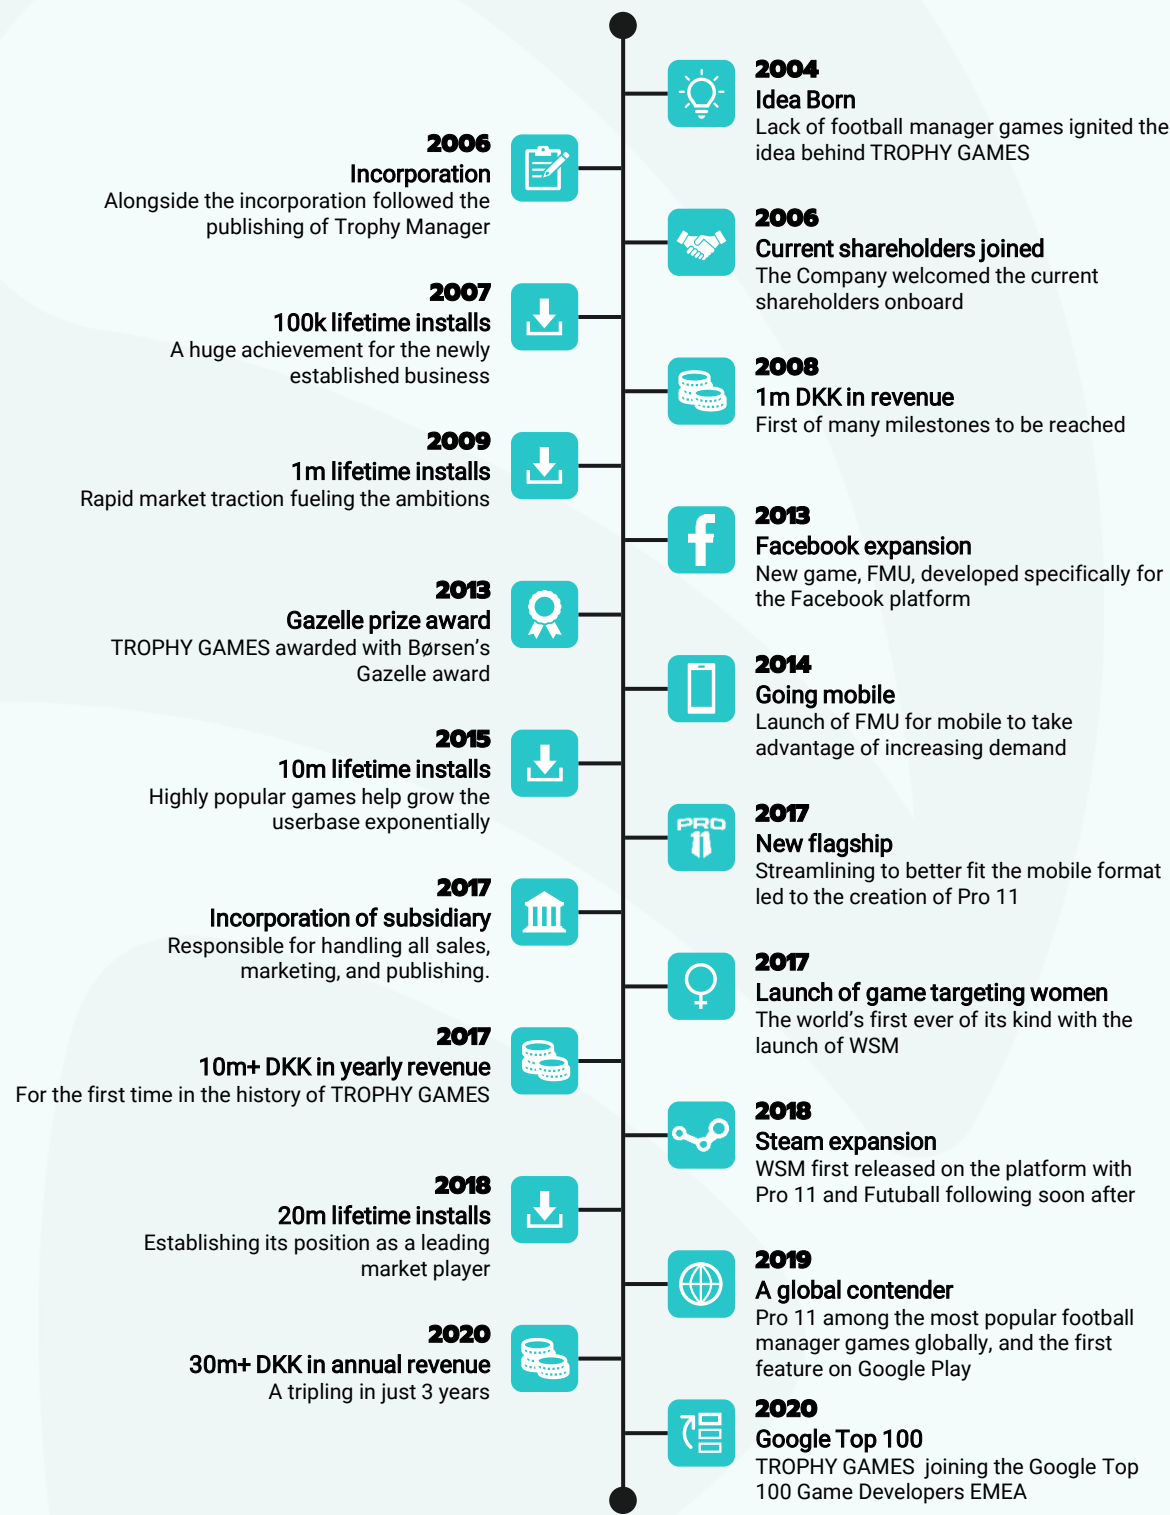 2004
Idea Born
Lack of football manager games ignited the
idea behind TROPHY GAMES
2006
Incorporation
Alongside the incorporation followed the
publishing of Trophy Manager
2006
Current shareholders joined
The Company welcomed the current
shareholders onboard
2007
100k lifetime installs
A huge achievement for the newly
established business
2008
1m DKK in revenue
First of many milestones to be reached
2009
1m lifetime installs
Rapid market traction fueling the ambitions
2013
Facebook expansion
New game, FMU, developed specifically for
the Facebook platform
2013
Gazelle prize award
TROPHY GAMES awarded with Børsen’s
Gazelle award
2014
Going mobile
Launch of FMU for mobile to take
advantage of increasing demand
2015
10m lifetime installs
Highly popular games help grow the
userbase exponentially
PRO
11
2017
New flagship
Streamlining to better fit the mobile format
led to the creation of Pro 11
2017
Incorporation of subsidiary
Responsible for handling all sales,
marketing, and publishing.
2017
Launch of game targeting women
The world’s first ever of its kind with the
launch of WSM
2017
10m+ DKK in yearly revenue
For the first time in the history of TROPHY GAMES
2018
Steam expansion
WSM first released on the platform with
Pro 11 and Futuball following soon after
2018
20m lifetime installs
Establishing its position as a leading
market player
2019
A global contender
Pro 11 among the most popular football
manager games globally, and the first
feature on Google Play
2020
30m+ DKK in annual revenue
A tripling in just 3 years
2020
Google Top 100
TROPHY GAMES  joining the Google Top
100 Game Developers EMEA